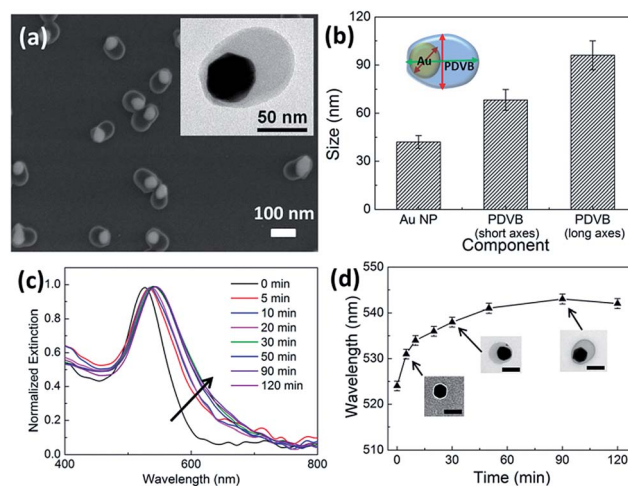 (a)
50 nm
100 nm
(b)
Size (nm)
120
90
60
30
Au
PDVB
Au NP
PDVB
(short axes)
PDVB
(long axes)
Component
(c)
Normalized Extinction
1.0
0.8
0.6
0.4
0.2
0.0
0 min
5 min
10 min
20 min
30 min
50 min
90 min
120 min
400
600
800
Wavelength (nm)
(d)
Wavelength (nm)
550
540
530
520
510
0
30
60
90
120
Time (min)